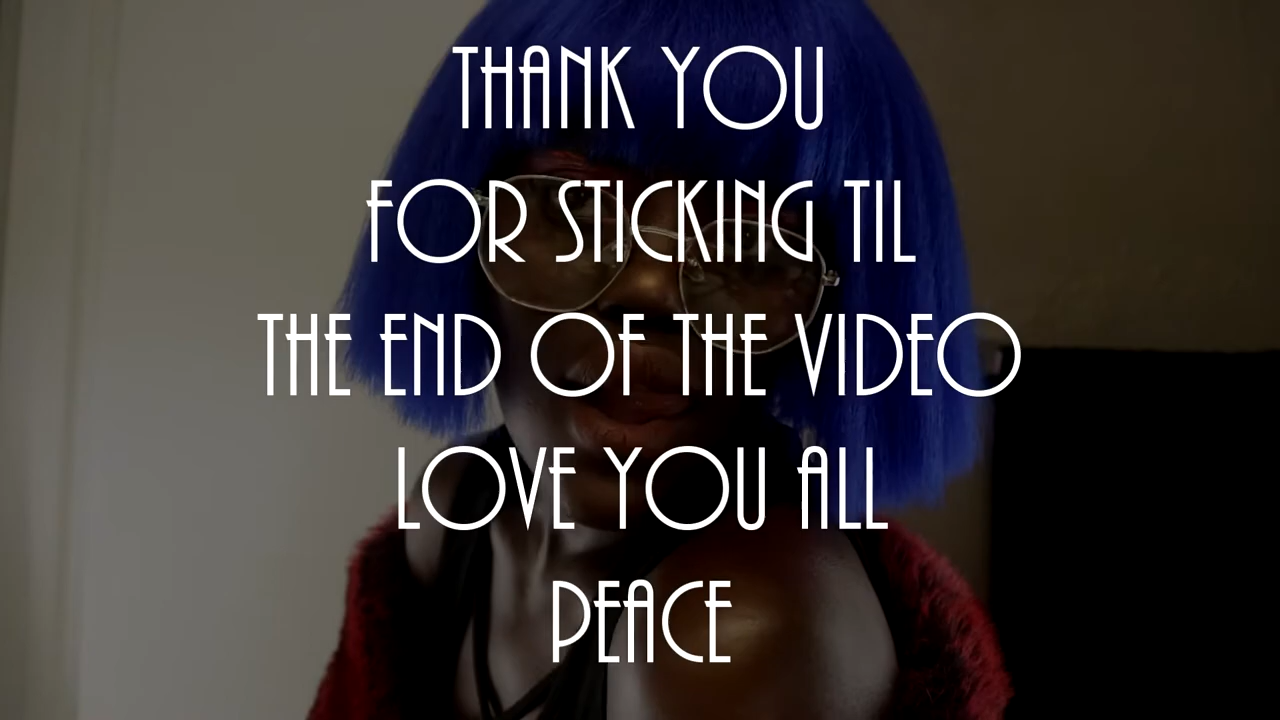 THANK YOU
FOR STICKING TIL
THE END OF THE VIDEO
LOVE YOU ALL
PEACE